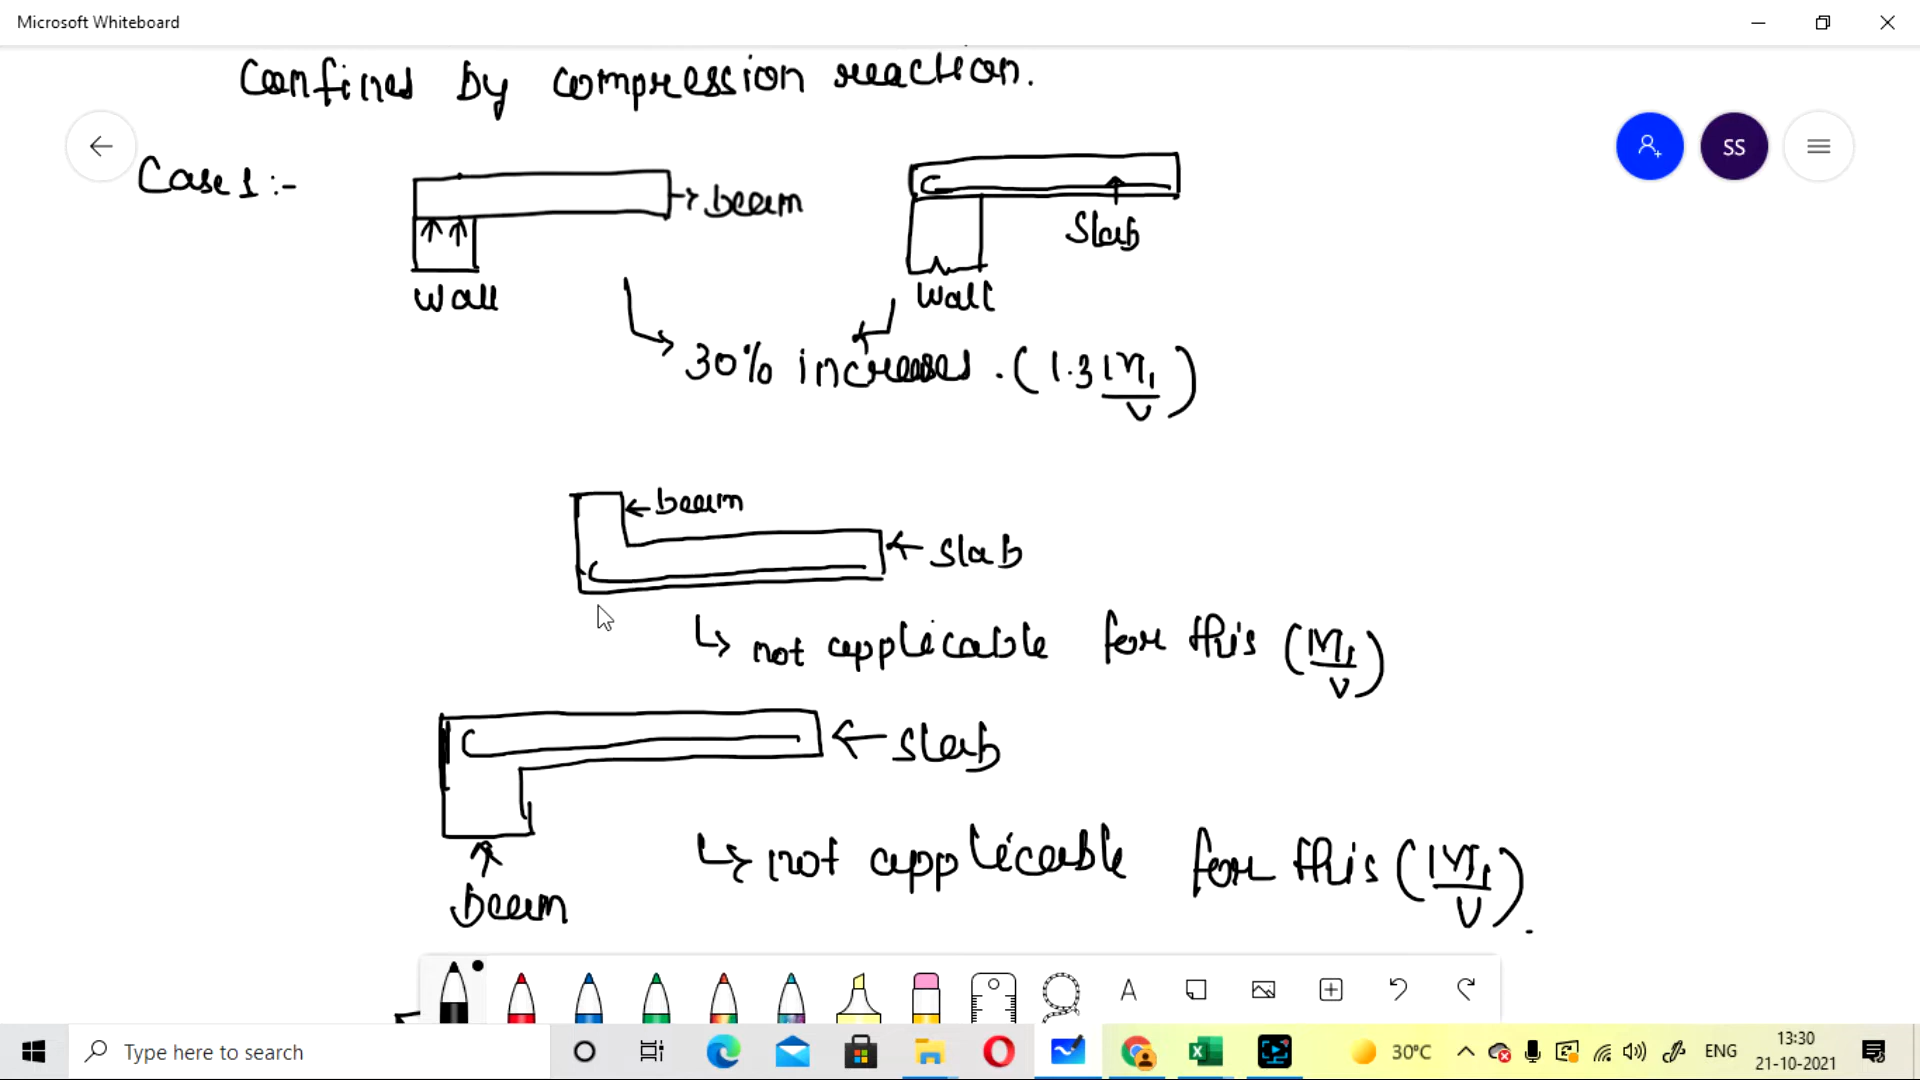 Microsoft Whiteboard
Confined by compression reaction.
SS
Case 1 :-
beam
Slab
Wall
Wall
30% increases. (1.3 M₁/V)
beam
Slab
not applicable for this (M₁/V)
Slab
beam
not applicable for this (M₁/V).
A
Type here to search
30°C
ENG
13:30
21-10-2021